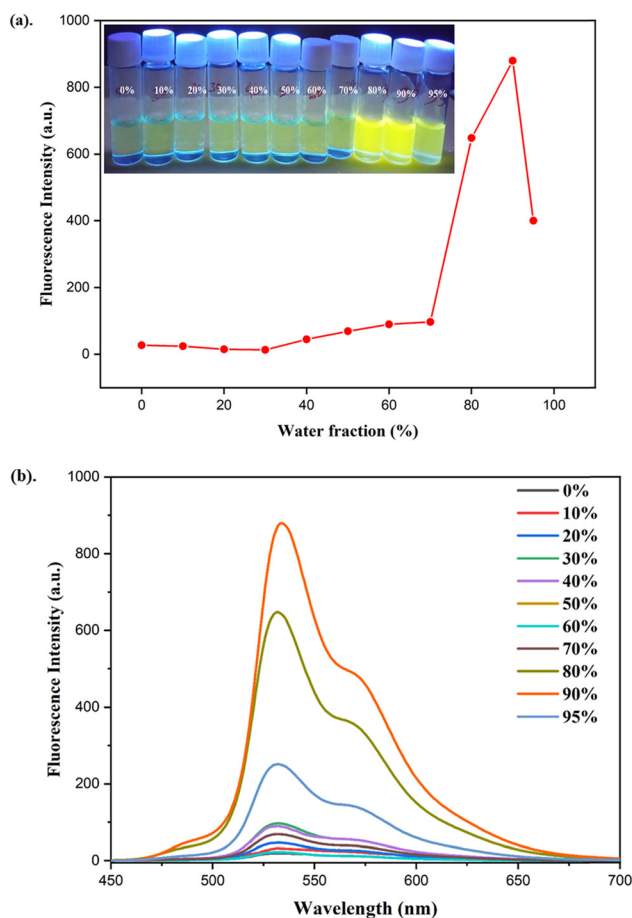 (a).
1000
800
600
400
200
0
Fluorescence Intensity (a.u.)
0% 10% 20% 30% 40% 50% 60% 70% 80% 90% 95%
0 20 40 60 80 100
Water fraction (%)
(b).
1000
800
600
400
200
0
Fluorescence Intensity (a.u.)
0%
10%
20%
30%
40%
50%
60%
70%
80%
90%
95%
450 500 550 600 650 700
Wavelength (nm)